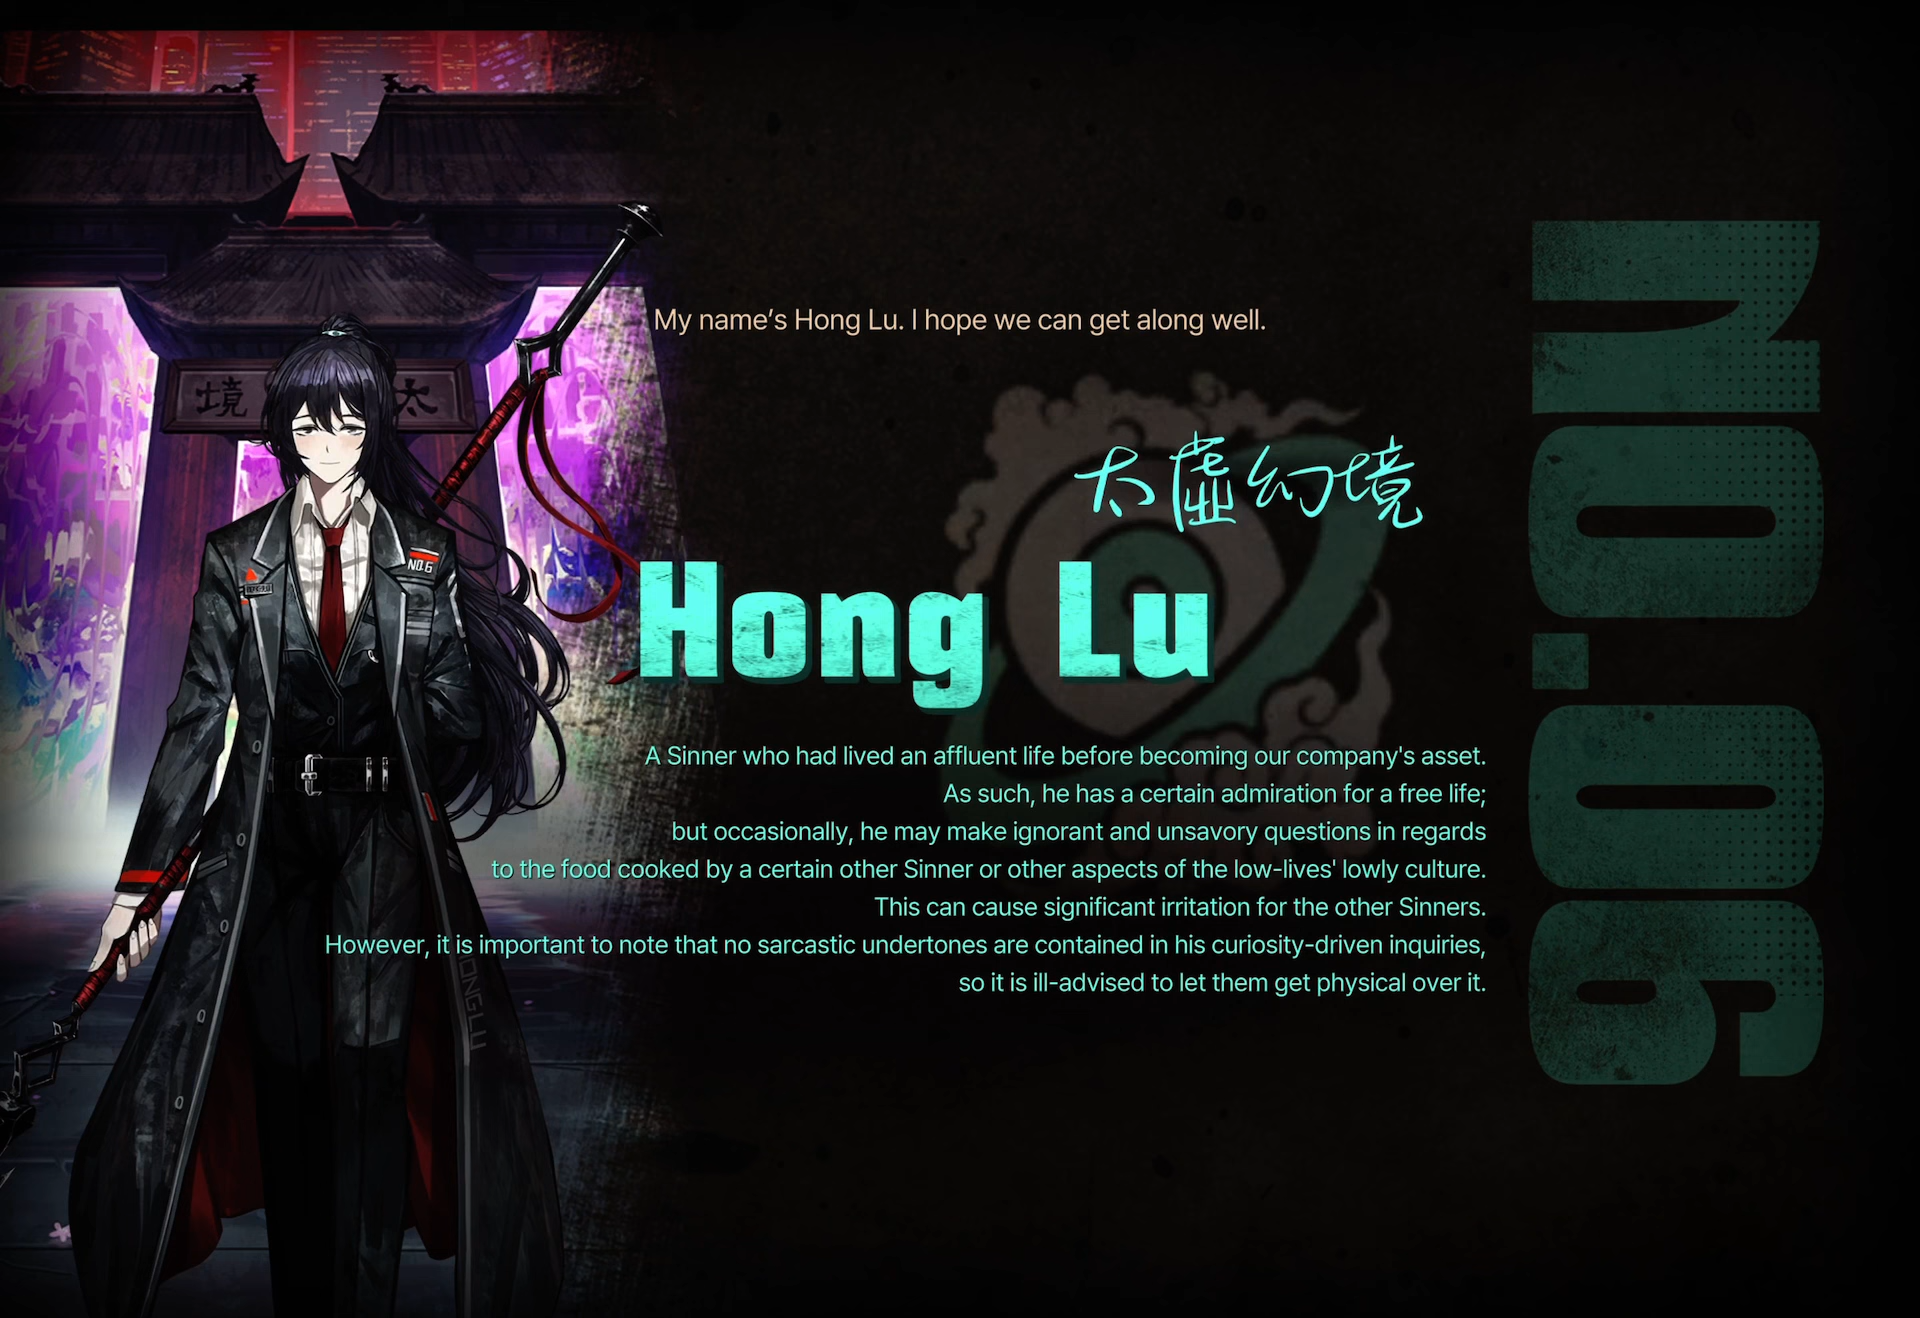 My name's Hong Lu. I hope we can get along well.
境 太
太虛幻境
NO.6
Hong Lu
A Sinner who had lived an affluent life before becoming our company's asset.
As such, he has a certain admiration for a free life;
but occasionally, he may make ignorant and unsavory questions in regards
to the food cooked by a certain other Sinner or other aspects of the low-lives' lowly culture.
This can cause significant irritation for the other Sinners.
However, it is important to note that no sarcastic undertones are contained in his curiosity-driven inquiries,
so it is ill-advised to let them get physical over it.
HONG LU
NO.06